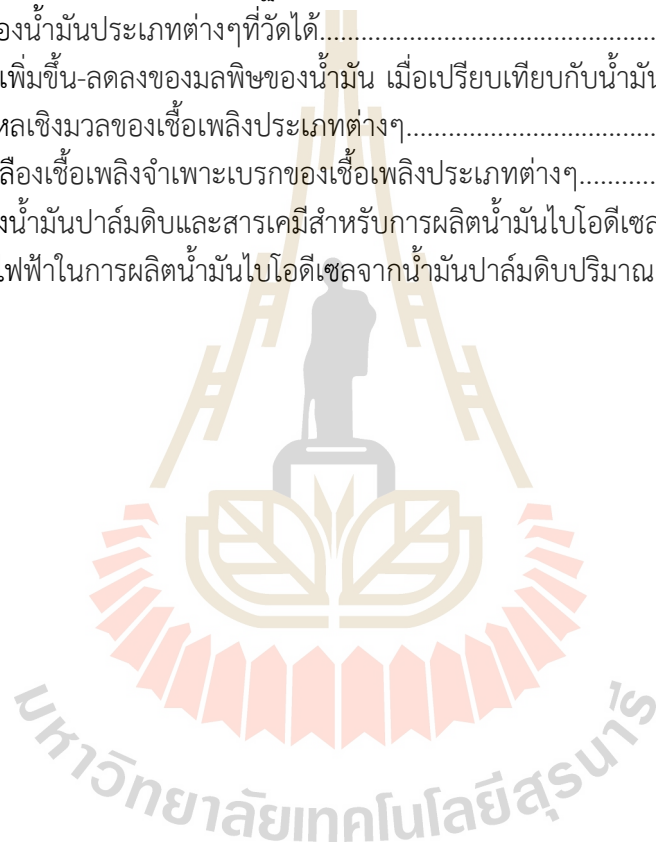 องน้ำมันประเภทต่างๆที่วัดได้............................................
เพิ่มขึ้น-ลดลงของมลพิษของน้ำมัน เมื่อเปรียบเทียบกับน้ำมัน
หลเชิงมวลของเชื้อเพลิงประเภทต่างๆ.................................
ลืองเชื้อเพลิงจำเพาะเบรกของเชื้อเพลิงประเภทต่างๆ...........
งน้ำมันปาล์มดิบและสารเคมีสำหรับการผลิตน้ำมันไบโอดีเซล
ไฟฟ้าในการผลิตน้ำมันไบโอดีเซลจากน้ำมันปาล์มดิบปริมาณ
มหาวิทยาลัยเทคโนโลยีสุรนารี